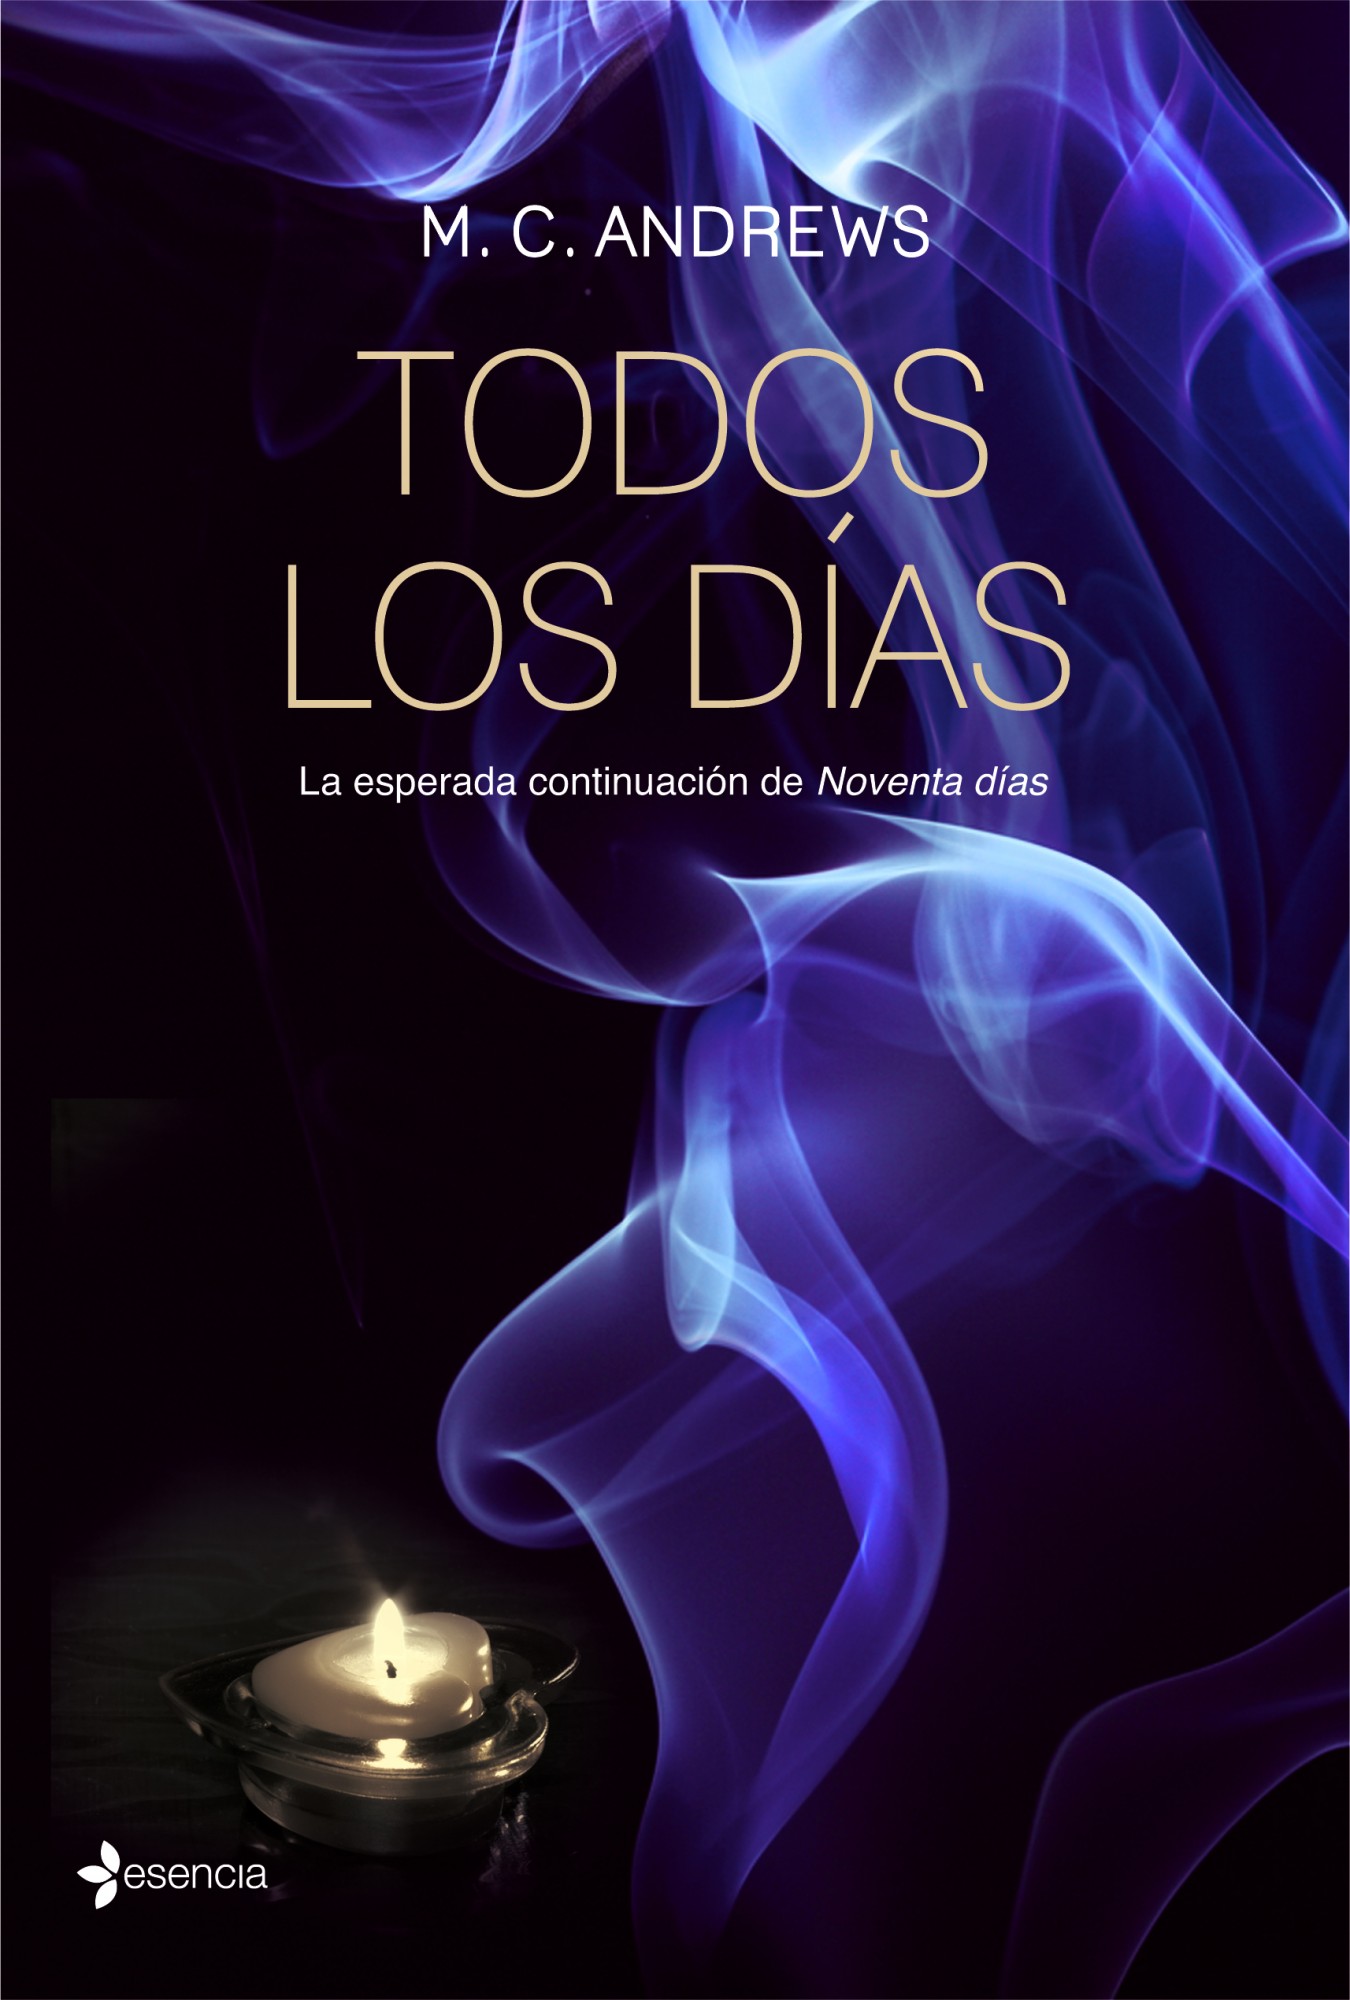 M. C. ANDREWS
TODOS
LOS DÍAS
La esperada continuación de Noventa días
esencia